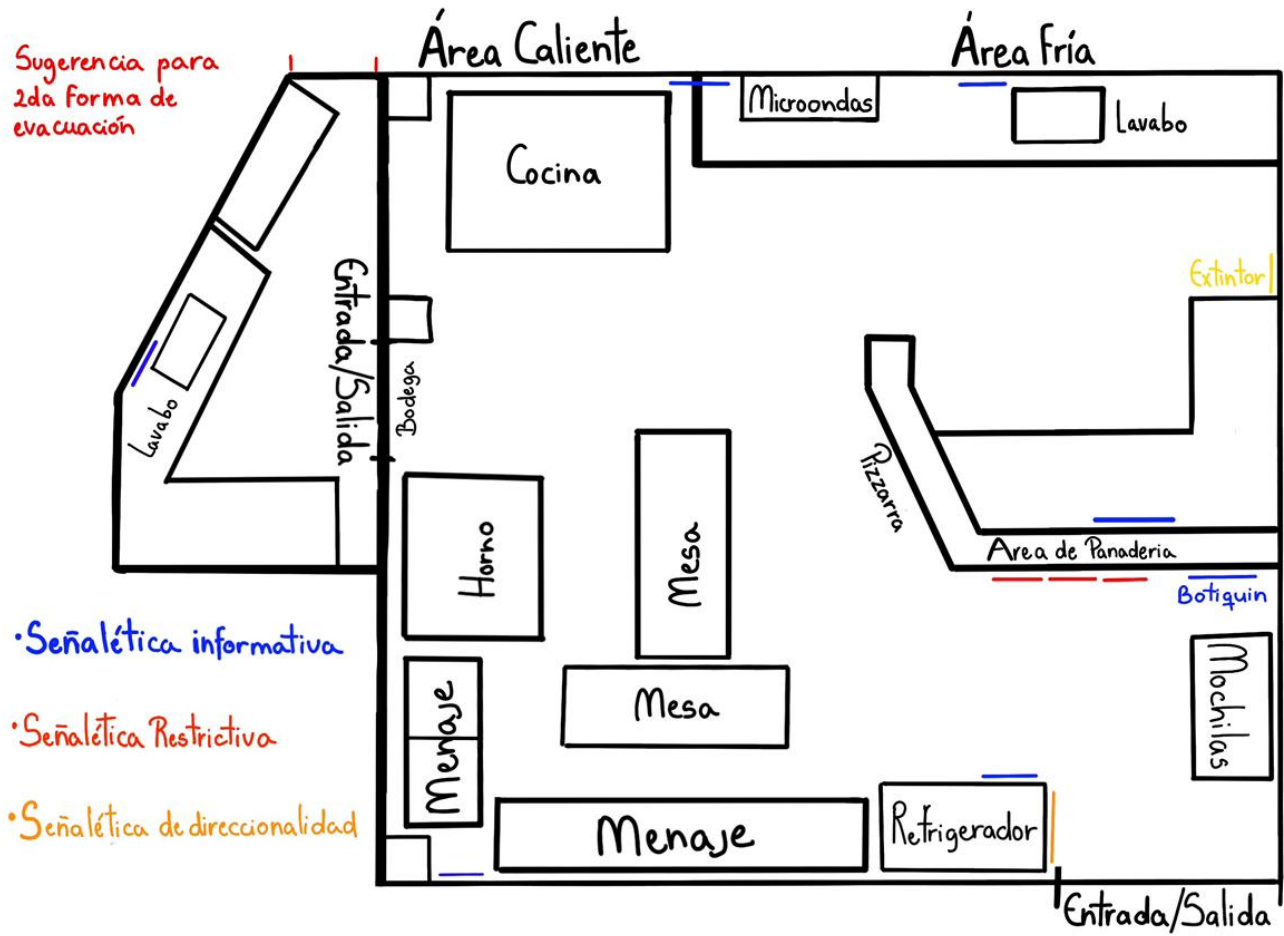 Área Caliente
Área Fría
Sugerencia para
2da forma de
evacuación
Microondas
Lavabo
Cocina
Extintor
Entrada/Salida
Bodega
Lavabo
Pizzarra
Horno
Mesa
Area de Panaderia
Botiquin
·Señalética informativa
Mochilas
Menaje
Mesa
·Señalética Restrictiva
·Señalética de direccionalidad
Menaje
Refrigerador
Entrada/Salida